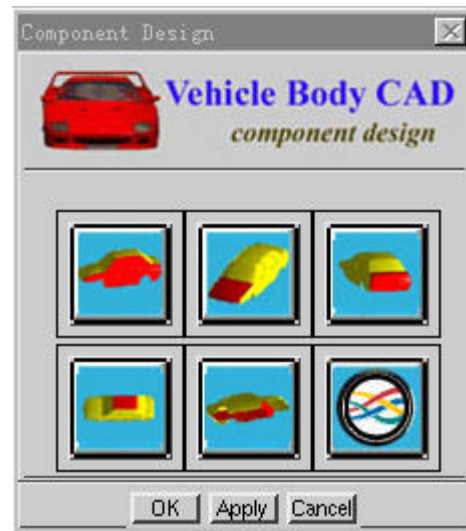 Component Design
Vehicle Body CAD
component design
OK Apply Cancel